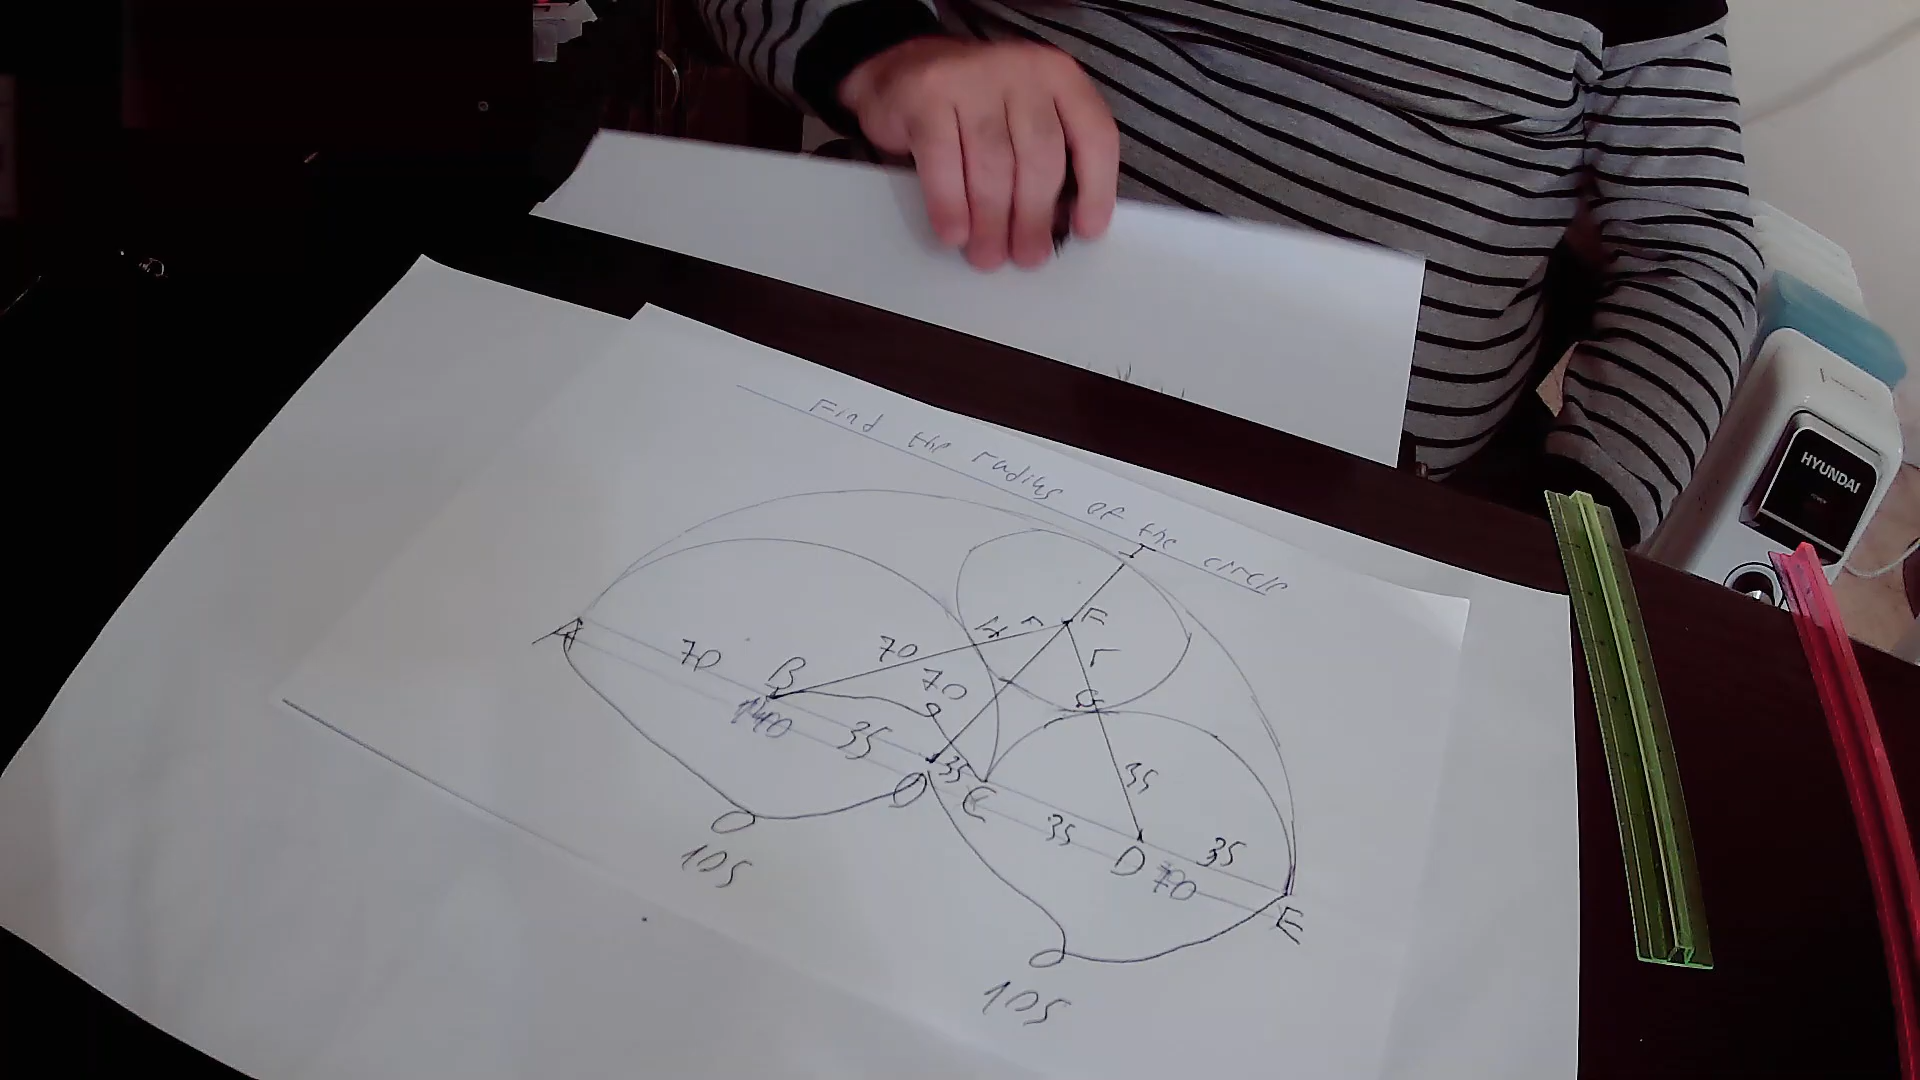 Find the radius of the circle
I
A
70
B
70
H r F
70
r
140
35
G
O
35
C
35
35
D
35
70
E
105
105
HYUNDAI